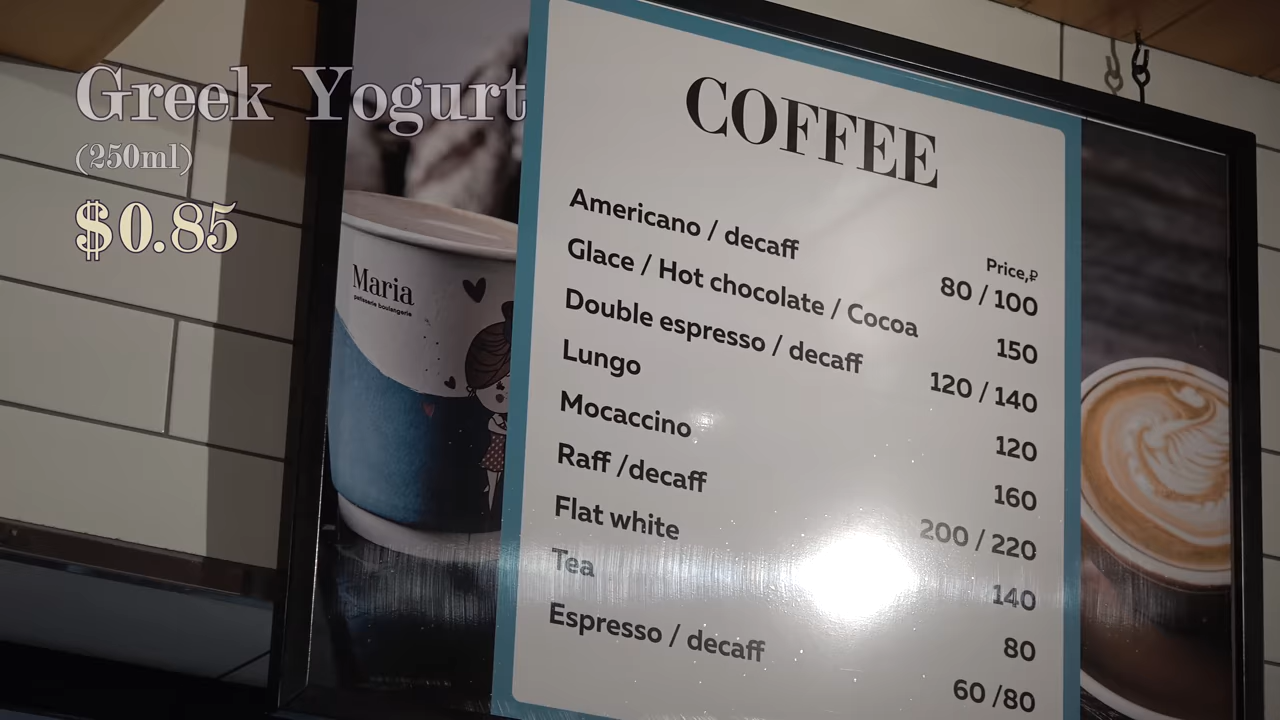 Greek Yogurt
(250ml)
$0.85
Maria
patisserie boulangerie
COFFEE
Price,₽
Americano / decaff 80 / 100
Glace / Hot chocolate / Cocoa 150
Double espresso / decaff 120 / 140
Lungo 120
Mocaccino 160
Raff /decaff 200 / 220
Flat white 140
Tea 80
Espresso / decaff 60 /80